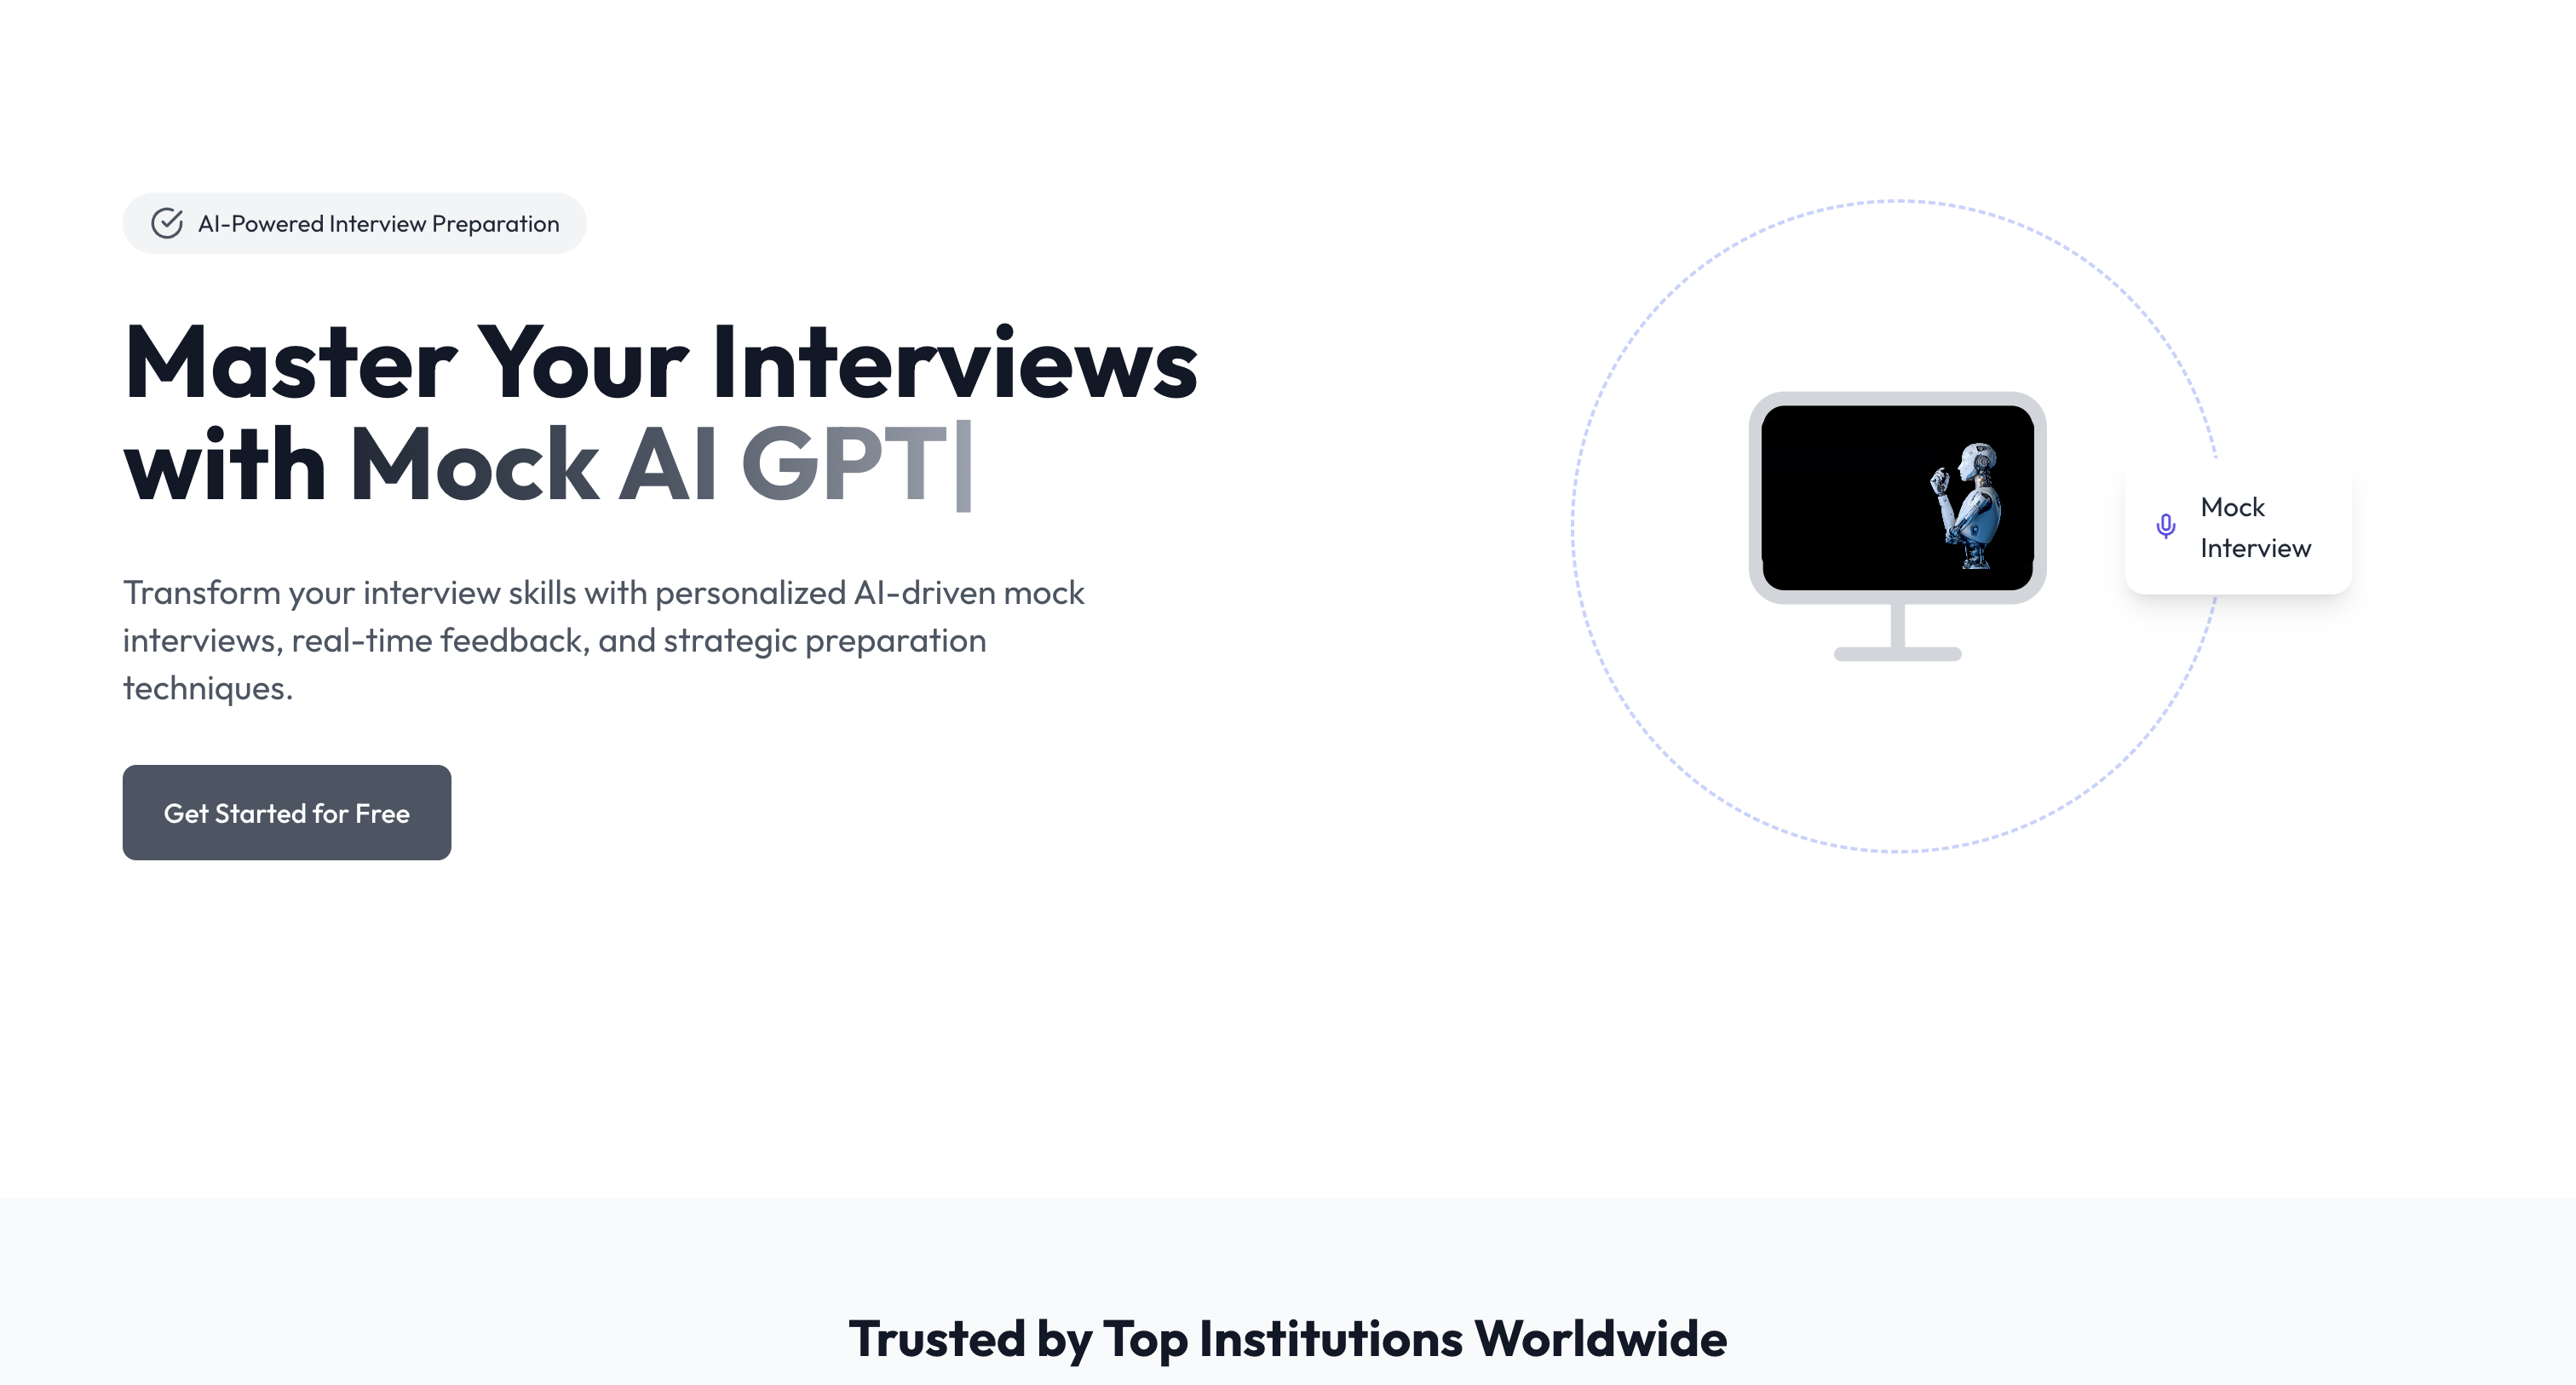 AI-Powered Interview Preparation
Master Your Interviews
with Mock AI GPT|
Transform your interview skills with personalized AI-driven mock
interviews, real-time feedback, and strategic preparation
techniques.
Get Started for Free
Mock
Interview
Trusted by Top Institutions Worldwide